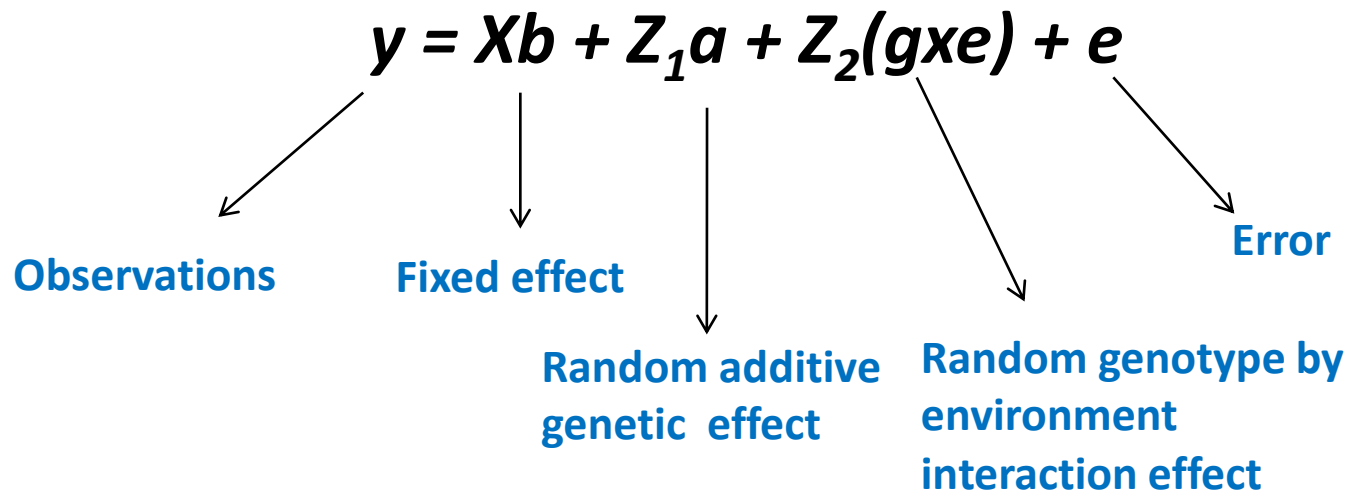 y = Xb + Z₁a + Z₂(gxe) + e
Observations
Fixed effect
Error
Random additive
genetic effect
Random genotype by
environment
interaction effect